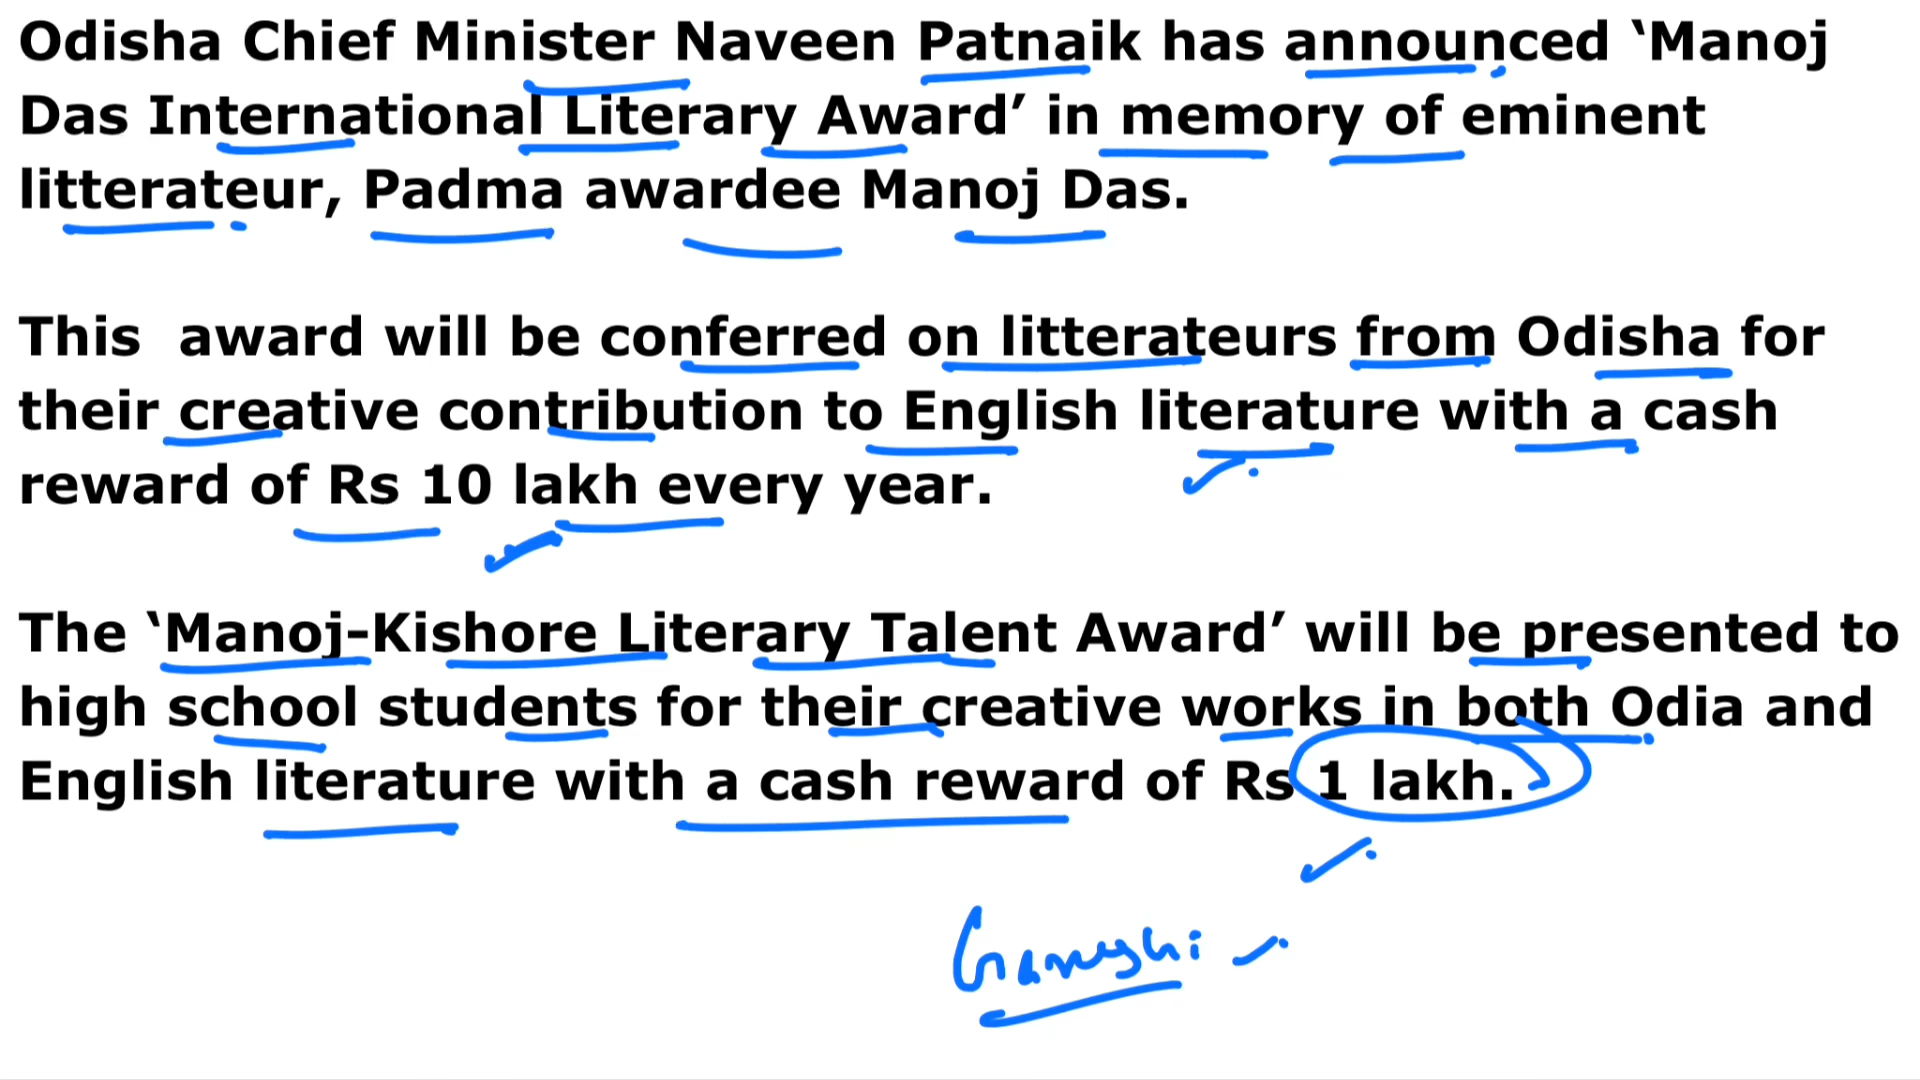 Odisha Chief Minister Naveen Patnaik has announced ‘Manoj
Das International Literary Award’ in memory of eminent
litterateur, Padma awardee Manoj Das.
This  award will be conferred on litterateurs from Odisha for
their creative contribution to English literature with a cash
reward of Rs 10 lakh every year.
The ‘Manoj-Kishore Literary Talent Award’ will be presented to
high school students for their creative works in both Odia and
English literature with a cash reward of Rs 1 lakh.